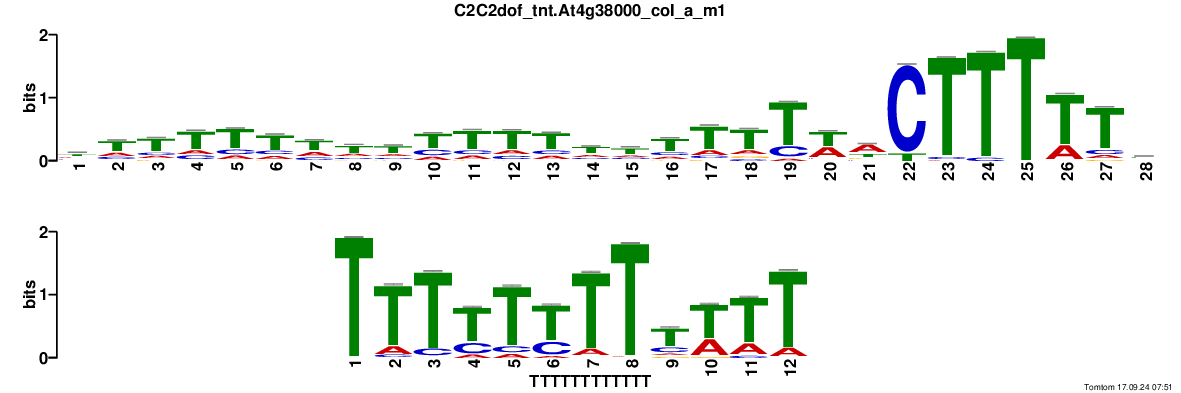 C2C2dof_tnt.At4g38000_col_a_m1
2
1
0
bits
1 2 3 4 5 6 7 8 9 10 11 12 13 14 15 16 17 18 19 20 21 22 23 24 25 26 27 28
T A C T T T T T
2
1
0
bits
T T T T T T T T T T T T
1 2 3 4 5 6 7 8 9 10 11 12
TTTTTTTTTTTT
Tomtom 17.09.24 07:51